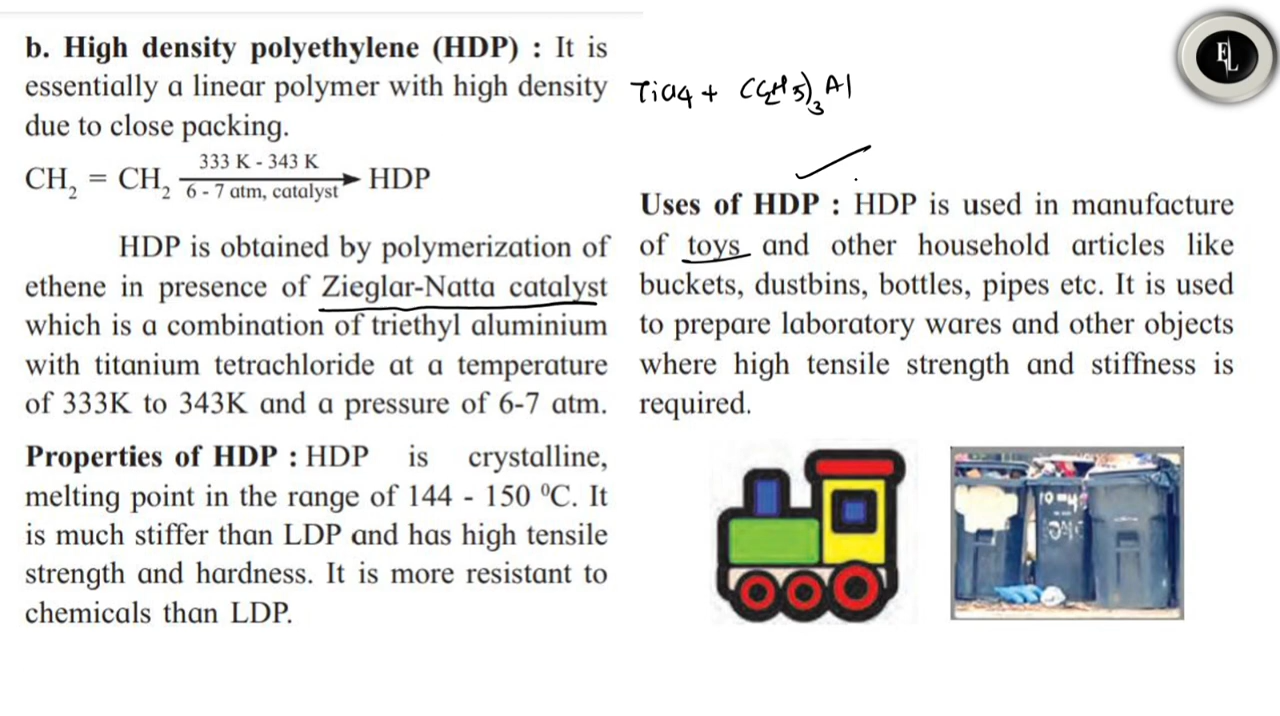 b. High density polyethylene (HDP) : It is
essentially a linear polymer with high density
due to close packing.
CH₂ = CH₂ 333 K - 343 K 6 - 7 atm, catalyst → HDP
HDP is obtained by polymerization of
ethene in presence of Zieglar-Natta catalyst
which is a combination of triethyl aluminium
with titanium tetrachloride at a temperature
of 333K to 343K and a pressure of 6-7 atm.
Properties of HDP : HDP is crystalline,
melting point in the range of 144 - 150 ⁰C. It
is much stiffer than LDP and has high tensile
strength and hardness. It is more resistant to
chemicals than LDP.
TiCl4 + (C2H5)3 Al
Uses of HDP : HDP is used in manufacture
of toys and other household articles like
buckets, dustbins, bottles, pipes etc. It is used
to prepare laboratory wares and other objects
where high tensile strength and stiffness is
required.
EL